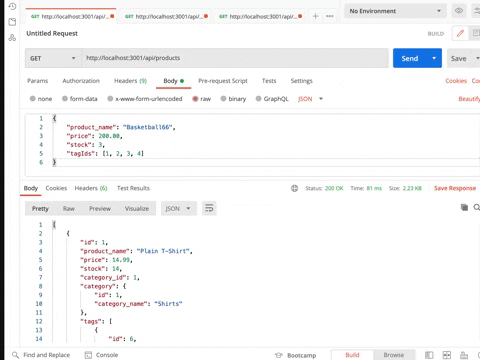 http://localhost:3001/api/... http://localhost:3001/api/... http://localhost:3001/api/... No Environment
Untitled Request BUILD
GET http://localhost:3001/api/products Send Save
Params Authorization Headers (9) Body Pre-request Script Tests Settings Cookies
none form-data x-www-form-urlencoded raw binary GraphQL JSON Beautify
1 {
2 "product_name": "Basketball66",
3 "price": 200.00,
4 "stock": 3,
5 "tagIds": [1, 2, 3, 4]
6 }
Body Cookies Headers (6) Test Results Status: 200 OK Time: 81 ms Size: 2.23 KB Save Response
Pretty Raw Preview Visualize JSON
1 [
2 {
3 "id": 1,
4 "product_name": "Plain T-Shirt",
5 "price": 14.99,
6 "stock": 14,
7 "category_id": 1,
8 "category": {
9 "id": 1,
10 "category_name": "Shirts"
11 },
12 "tags": [
13 {
14 "id": 6,
Find and Replace Console Bootcamp Build Browse